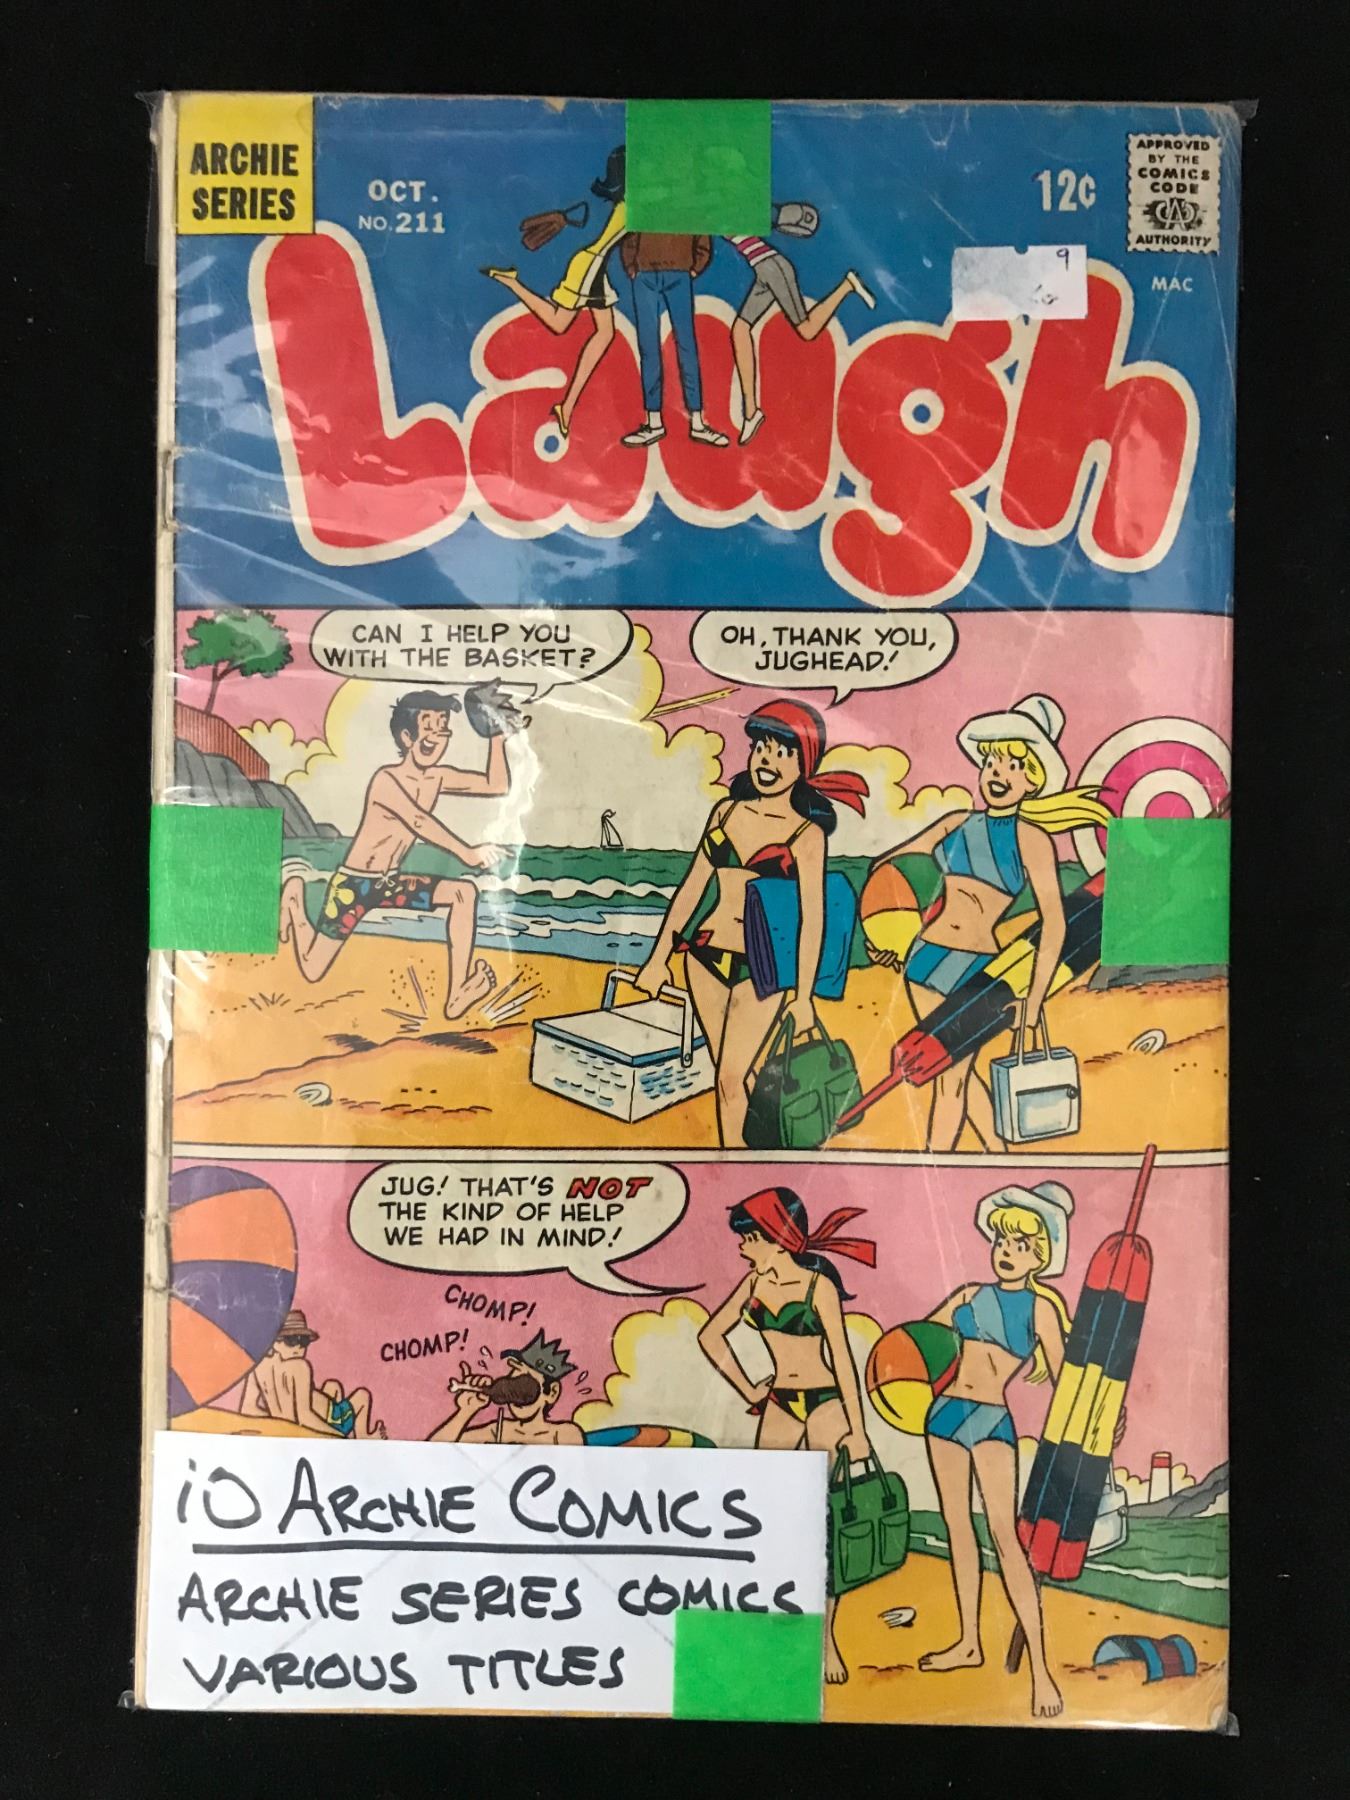 ARCHIE
SERIES
OCT.
NO. 211
12¢
APPROVED
BY THE
COMICS
CODE
CA
AUTHORITY
MAC
9
Laugh
CAN I HELP YOU
WITH THE BASKET?
OH, THANK YOU,
JUGHEAD!
JUG! THAT'S NOT
THE KIND OF HELP
WE HAD IN MIND!
CHOMP!
CHOMP!
10 ARCHIE COMICS
ARCHIE SERIES COMICS
VARIOUS TITLES